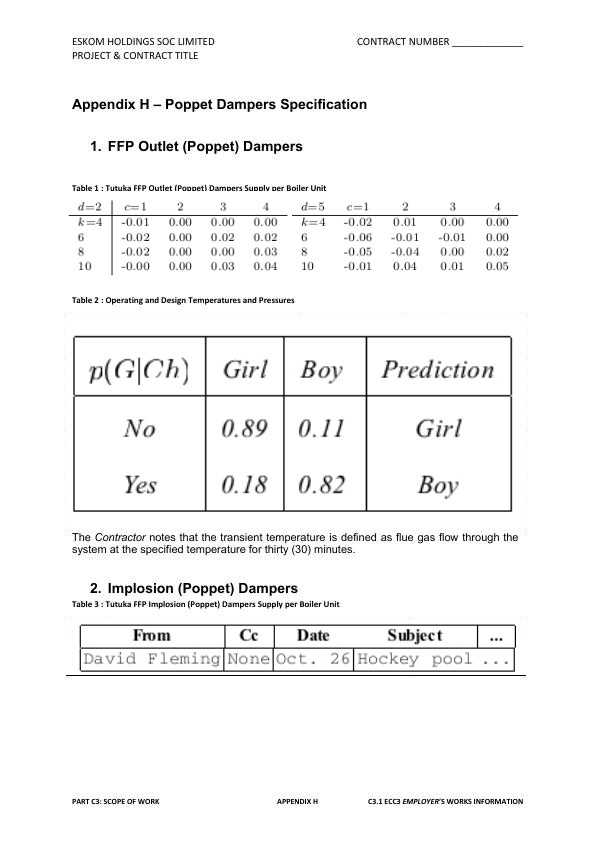 ESKOM HOLDINGS SOC LIMITED CONTRACT NUMBER _____________
PROJECT & CONTRACT TITLE
Appendix H – Poppet Dampers Specification
1. FFP Outlet (Poppet) Dampers
Table 1 : Tutuka FFP Outlet (Poppet) Dampers Supply per Boiler Unit
d=2 c=1 2 3 4 d=5 c=1 2 3 4
k=4 -0.01 0.00 0.00 0.00 k=4 -0.02 0.01 0.00 0.00
6 -0.02 0.00 0.02 0.02 6 -0.06 -0.01 -0.01 0.00
8 -0.02 0.00 0.00 0.03 8 -0.05 -0.04 0.00 0.02
10 -0.00 0.00 0.03 0.04 10 -0.01 0.04 0.01 0.05
Table 2 : Operating and Design Temperatures and Pressures
p(G|Ch) Girl Boy Prediction
No 0.89 0.11 Girl
Yes 0.18 0.82 Boy
The Contractor notes that the transient temperature is defined as flue gas flow through the
system at the specified temperature for thirty (30) minutes.
2. Implosion (Poppet) Dampers
Table 3 : Tutuka FFP Implosion (Poppet) Dampers Supply per Boiler Unit
From Cc Date Subject ...
David Fleming None Oct. 26 Hockey pool ...
PART C3: SCOPE OF WORK APPENDIX H C3.1 ECC3 EMPLOYER'S WORKS INFORMATION